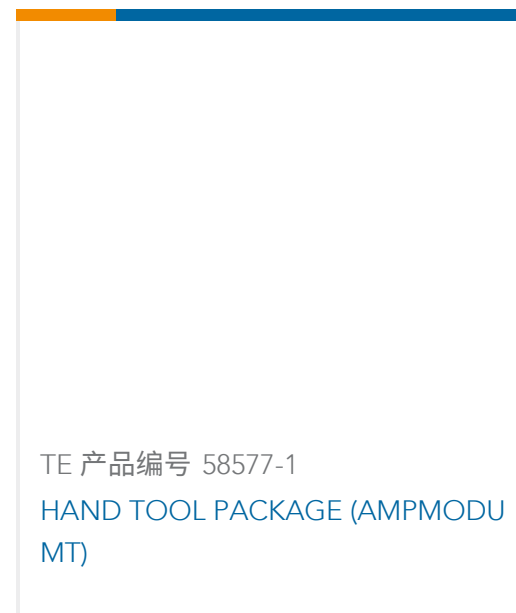 TE 产品编号 58577-1
HAND TOOL PACKAGE (AMPMODU
MT)